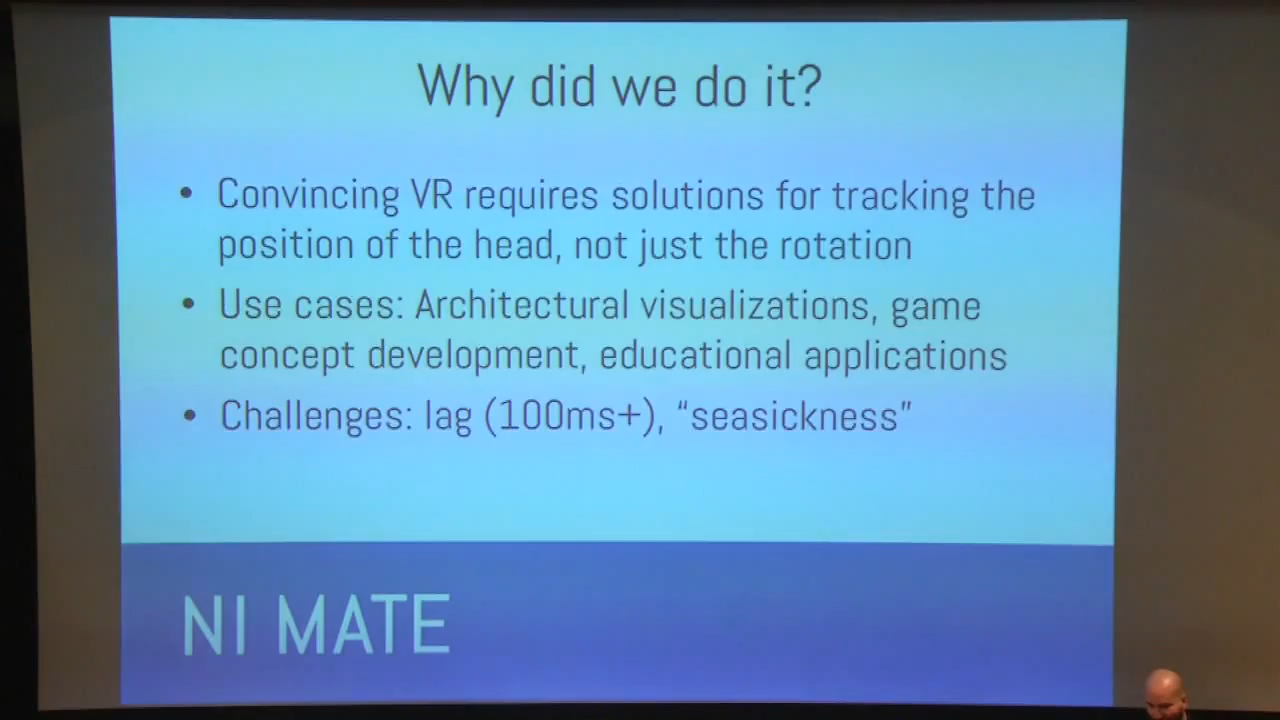 Why did we do it?
• Convincing VR requires solutions for tracking the
position of the head, not just the rotation
• Use cases: Architectural visualizations, game
concept development, educational applications
• Challenges: lag (100ms+), “seasickness”
NI MATE